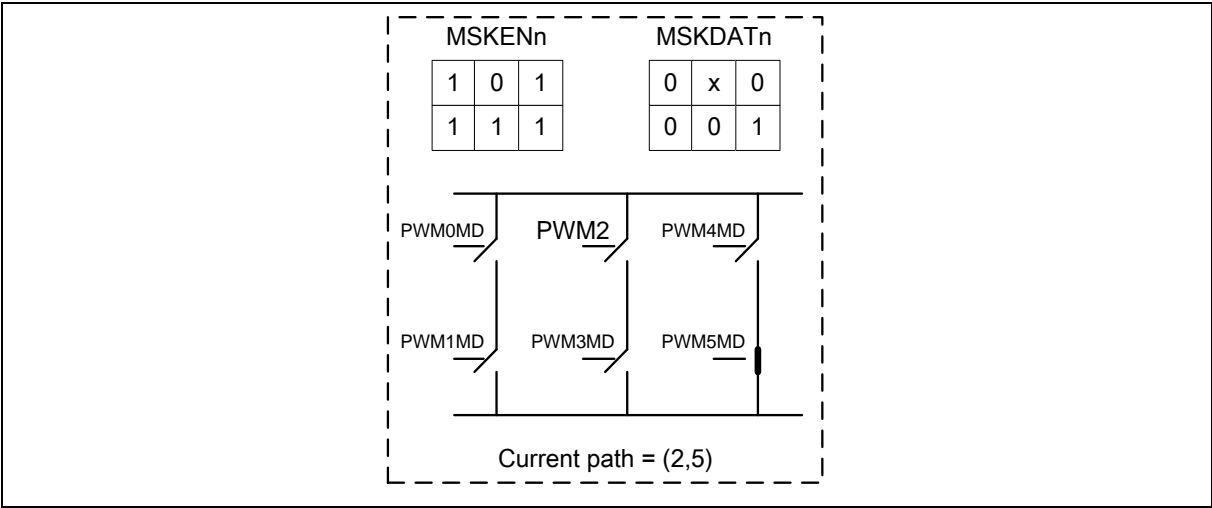 MSKENn MSKDATn
1 0 1 0 x 0
1 1 1 0 0 1
PWM0MD PWM2 PWM4MD
PWM1MD PWM3MD PWM5MD
Current path = (2,5)